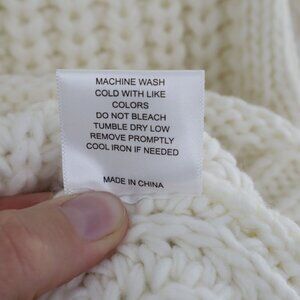 MACHINE WASH
COLD WITH LIKE
COLORS
DO NOT BLEACH
TUMBLE DRY LOW
REMOVE PROMPTLY
COOL IRON IF NEEDED
MADE IN CHINA